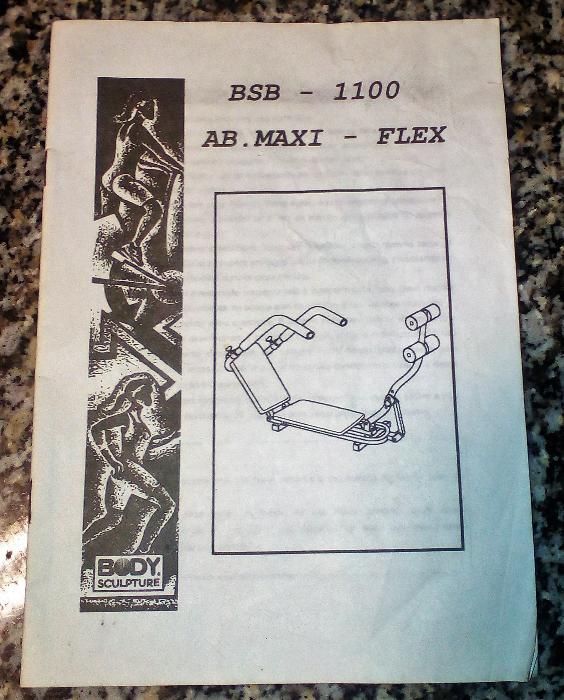 BSB - 1100
AB.MAXI - FLEX
BODY
SCULPTURE